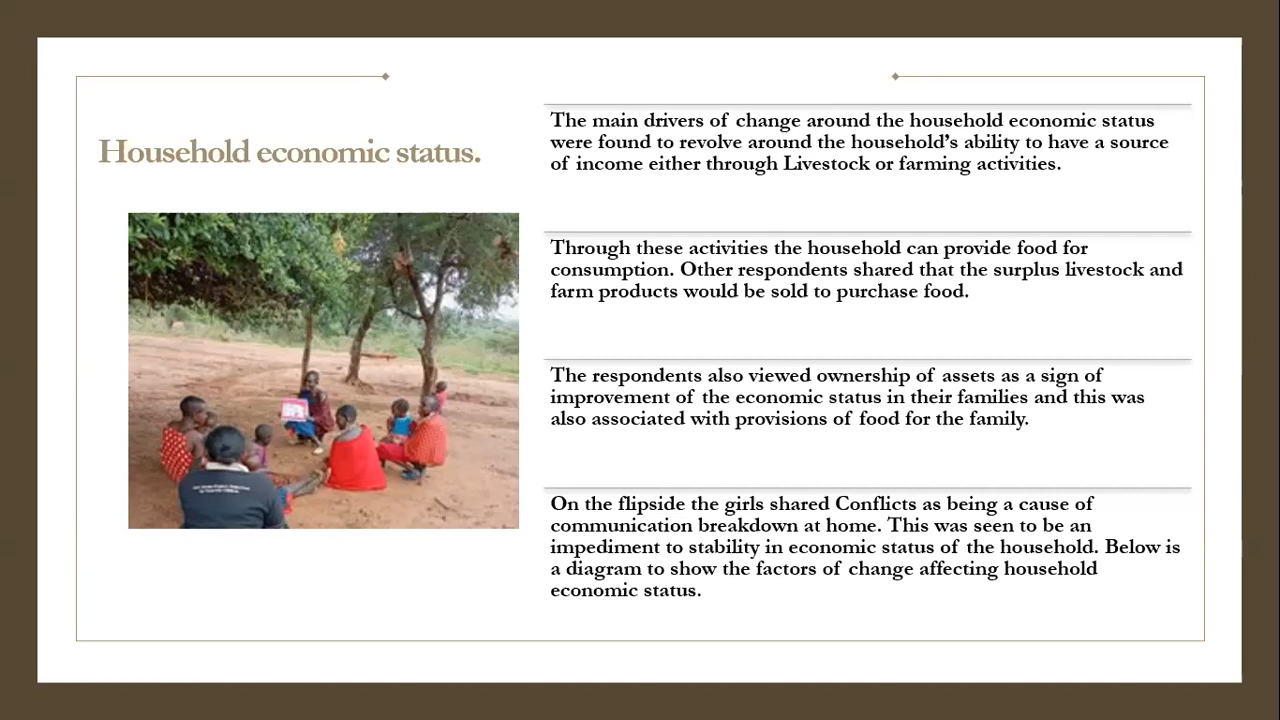 Household economic status.
The main drivers of change around the household economic status
were found to revolve around the household’s ability to have a source
of income either through Livestock or farming activities.
Through these activities the household can provide food for
consumption. Other respondents shared that the surplus livestock and
farm products would be sold to purchase food.
The respondents also viewed ownership of assets as a sign of
improvement of the economic status in their families and this was
also associated with provisions of food for the family.
On the flipside the girls shared Conflicts as being a cause of
communication breakdown at home. This was seen to be an
impediment to stability in economic status of the household. Below is
a diagram to show the factors of change affecting household
economic status.